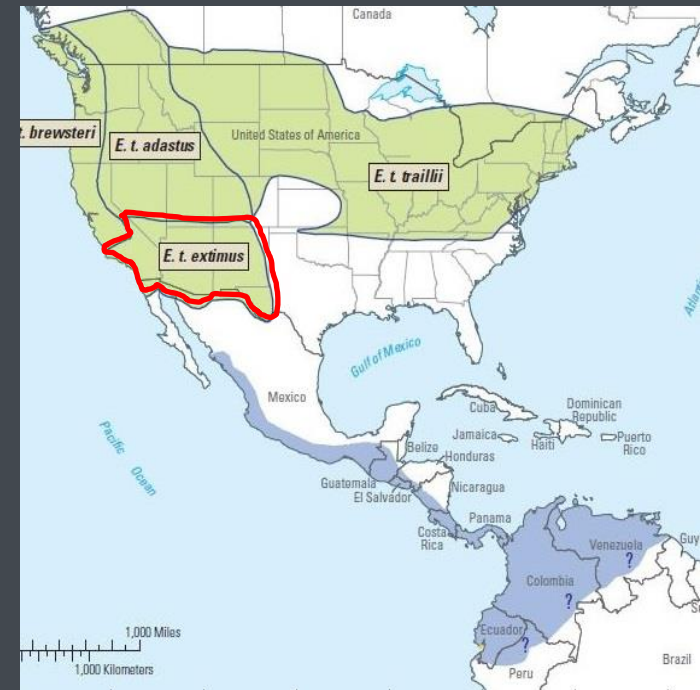 Canada
t. brewsteri
E. t. adastus
United States of America
E. t. traillii
E. t. extimus
Gulf of Mexico
Mexico
Pacific Ocean
Cuba
Dominican
Republic
Jamaica
Haiti
Puerto
Rico
Belize
Honduras
Guatemala
El Salvador
Nicaragua
Costa
Rica
Panama
Venezuela
Guy
?
Colombia
?
Ecuador
?
Peru
Brazil
1,000 Miles
1,000 Kilometers